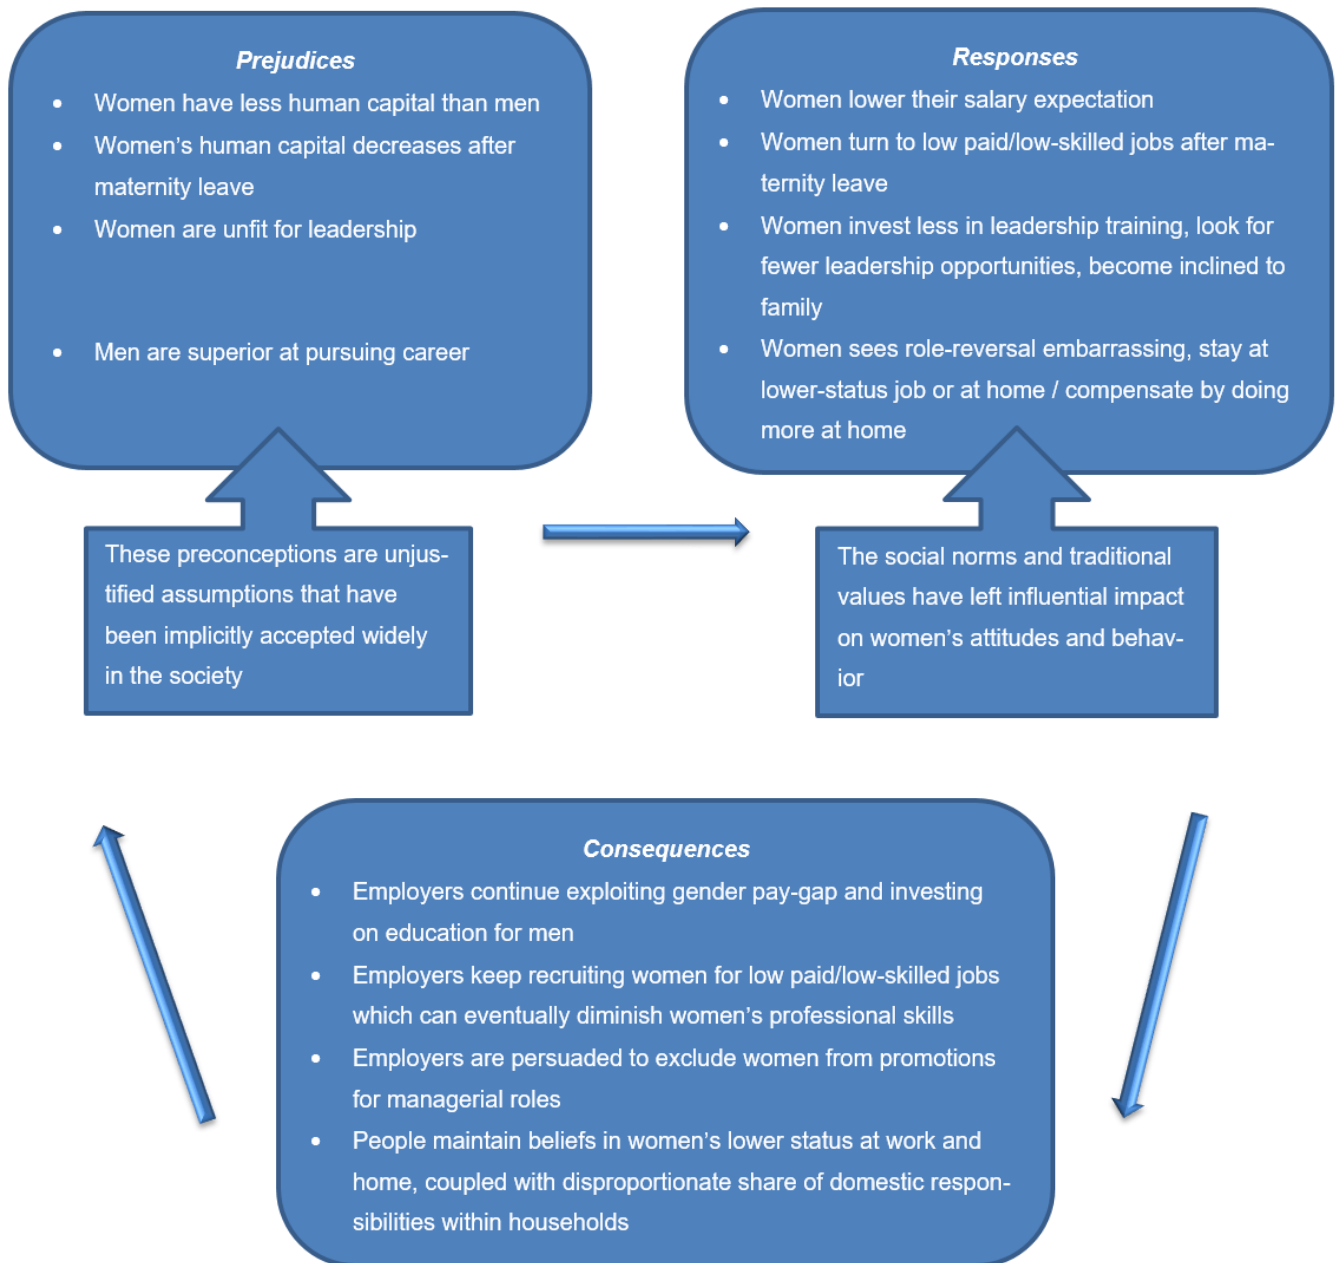 Prejudices
• Women have less human capital than men
• Women's human capital decreases after
maternity leave
• Women are unfit for leadership
• Men are superior at pursuing career
These preconceptions are unjus-
tified assumptions that have
been implicitly accepted widely
in the society
Responses
• Women lower their salary expectation
• Women turn to low paid/low-skilled jobs after ma-
ternity leave
• Women invest less in leadership training, look for
fewer leadership opportunities, become inclined to
family
• Women sees role-reversal embarrassing, stay at
lower-status job or at home / compensate by doing
more at home
The social norms and traditional
values have left influential impact
on women's attitudes and behav-
ior
Consequences
• Employers continue exploiting gender pay-gap and investing
on education for men
• Employers keep recruiting women for low paid/low-skilled jobs
which can eventually diminish women's professional skills
• Employers are persuaded to exclude women from promotions
for managerial roles
• People maintain beliefs in women's lower status at work and
home, coupled with disproportionate share of domestic respon-
sibilities within households